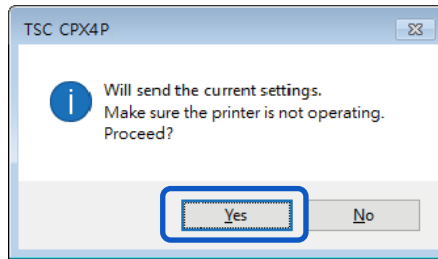 TSC CPX4P
Will send the current settings.
Make sure the printer is not operating.
Proceed?
Yes
No